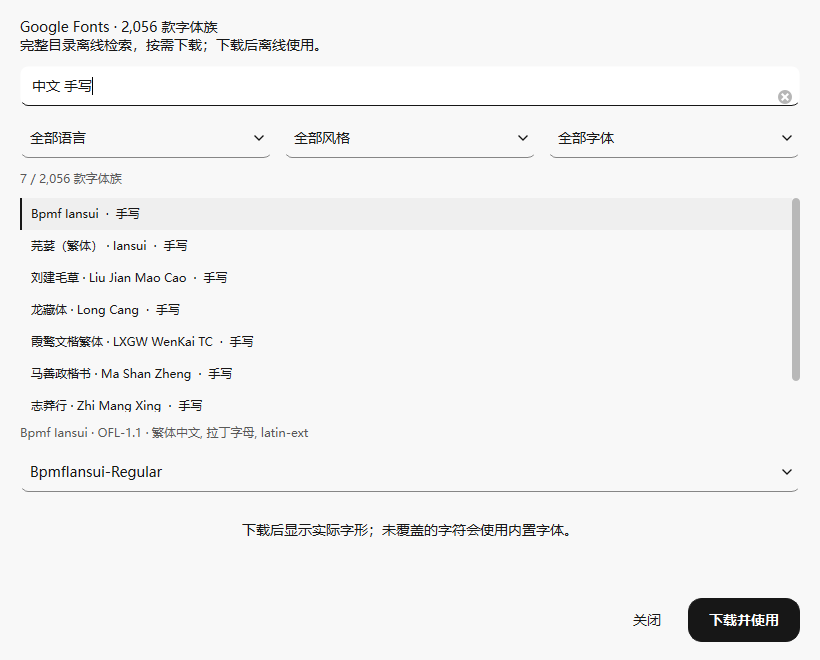 Google Fonts · 2,056 款字体族
完整目录离线检索，按需下载；下载后离线使用。
中文 手写
全部语言
全部风格
全部字体
7 / 2,056 款字体族
Bpmf Iansui · 手写
芫荽（繁体） · Iansui · 手写
刘建毛草 · Liu Jian Mao Cao · 手写
龙藏体 · Long Cang · 手写
霞鹜文楷繁体 · LXGW WenKai TC · 手写
马善政楷书 · Ma Shan Zheng · 手写
志莽行 · Zhi Mang Xing · 手写
Bpmf Iansui · OFL-1.1 · 繁体中文, 拉丁字母, latin-ext
BpmfIansui-Regular
下载后显示实际字形；未覆盖的字符会使用内置字体。
关闭
下载并使用